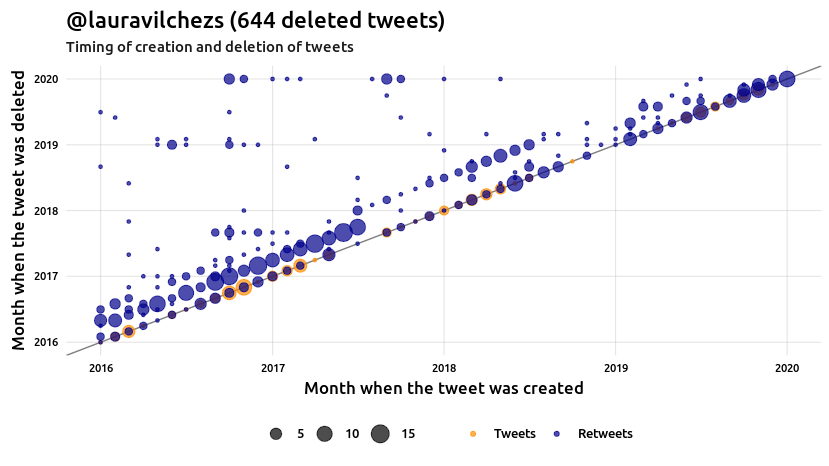 @lauravilchezs (644 deleted tweets)
Timing of creation and deletion of tweets
Month when the tweet was deleted
2020
2019
2018
2017
2016
2016 2017 2018 2019 2020
Month when the tweet was created
5 10 15 Tweets Retweets